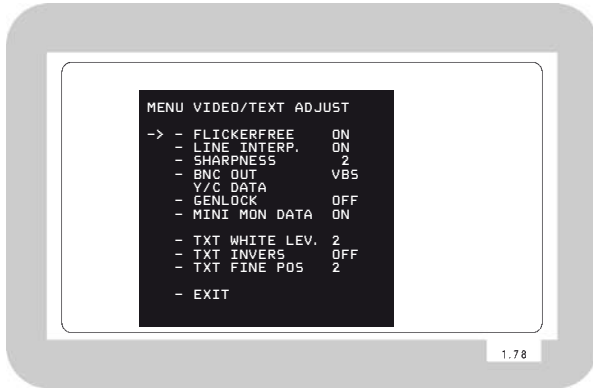 MENU VIDEO/TEXT ADJUST
-> - FLICKERFREE ON
- LINE INTERP. ON
- SHARPNESS 2
- BNC OUT VBS
Y/C DATA
- GENLOCK OFF
- MINI MON DATA ON
- TXT WHITE LEV. 2
- TXT INVERS OFF
- TXT FINE POS 2
- EXIT
1.78